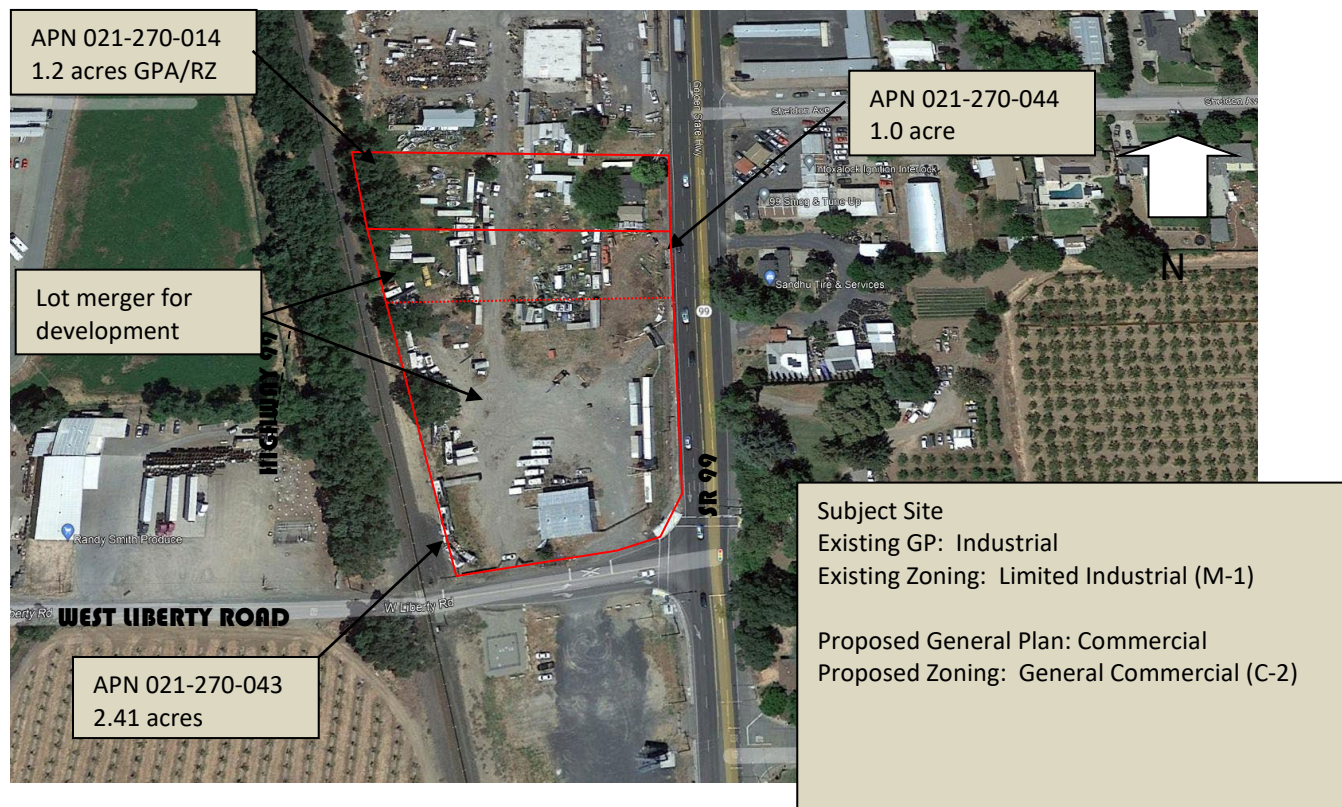 APN 021-270-014
1.2 acres GPA/RZ
APN 021-270-044
1.0 acre
Golden State Hwy
Sheldon Ave
Sheldon Av
Intoxalock Ignition Interlock
99 Smog & Tune Up
N
Lot merger for
development
Sandhu Tire & Services
99
HIGHWAY 99
SR 99
Randy Smith Produce
Subject Site
Existing GP: Industrial
Existing Zoning: Limited Industrial (M-1)
Proposed General Plan: Commercial
Proposed Zoning: General Commercial (C-2)
WEST LIBERTY ROAD
W Liberty Rd
APN 021-270-043
2.41 acres